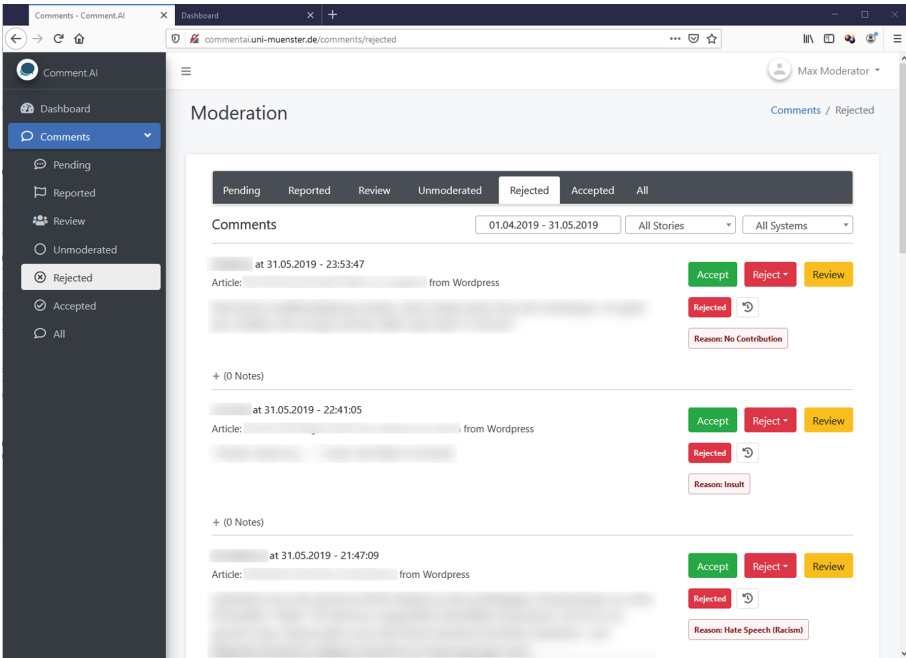 Comments - Comment.AI
Dashboard
commentai.uni-muenster.de/comments/rejected
Comment.AI
Max Moderator
Dashboard
Comments
Pending
Reported
Review
Unmoderated
Rejected
Accepted
All
Moderation
Comments / Rejected
Pending Reported Review Unmoderated Rejected Accepted All
Comments
01.04.2019 - 31.05.2019
All Stories
All Systems
at 31.05.2019 - 23:53:47
Article: from Wordpress
Accept Reject Review
Rejected
Reason: No Contribution
+ (0 Notes)
at 31.05.2019 - 22:41:05
Article: from Wordpress
Accept Reject Review
Rejected
Reason: Insult
+ (0 Notes)
at 31.05.2019 - 21:47:09
Article: from Wordpress
Accept Reject Review
Rejected
Reason: Hate Speech (Racism)